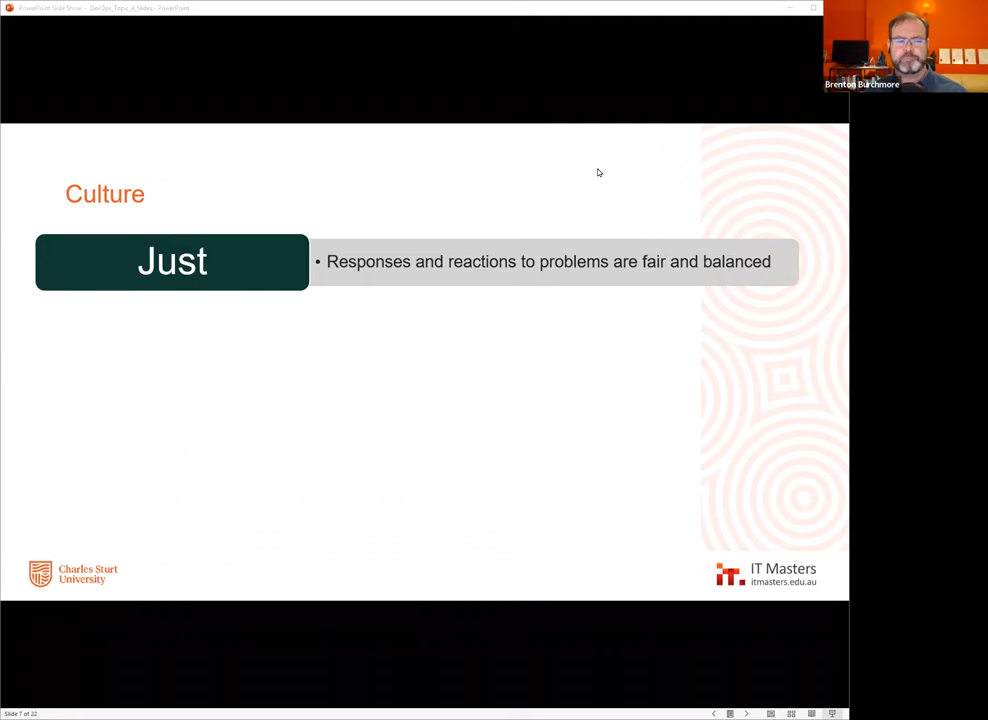 PowerPoint Slide Show - DevOps_Topic_4_Slides - PowerPoint
Brenton Burchmore
Culture
Just
• Responses and reactions to problems are fair and balanced
Charles Sturt
University
IT Masters
itmasters.edu.au
Slide 7 of 22